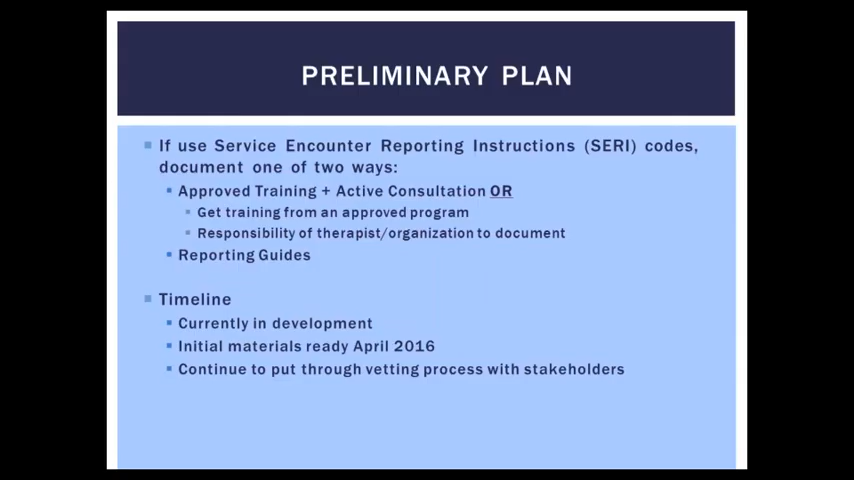 PRELIMINARY PLAN
If use Service Encounter Reporting Instructions (SERI) codes,
document one of two ways:
Approved Training + Active Consultation OR
Get training from an approved program
Responsibility of therapist/organization to document
Reporting Guides
Timeline
Currently in development
Initial materials ready April 2016
Continue to put through vetting process with stakeholders